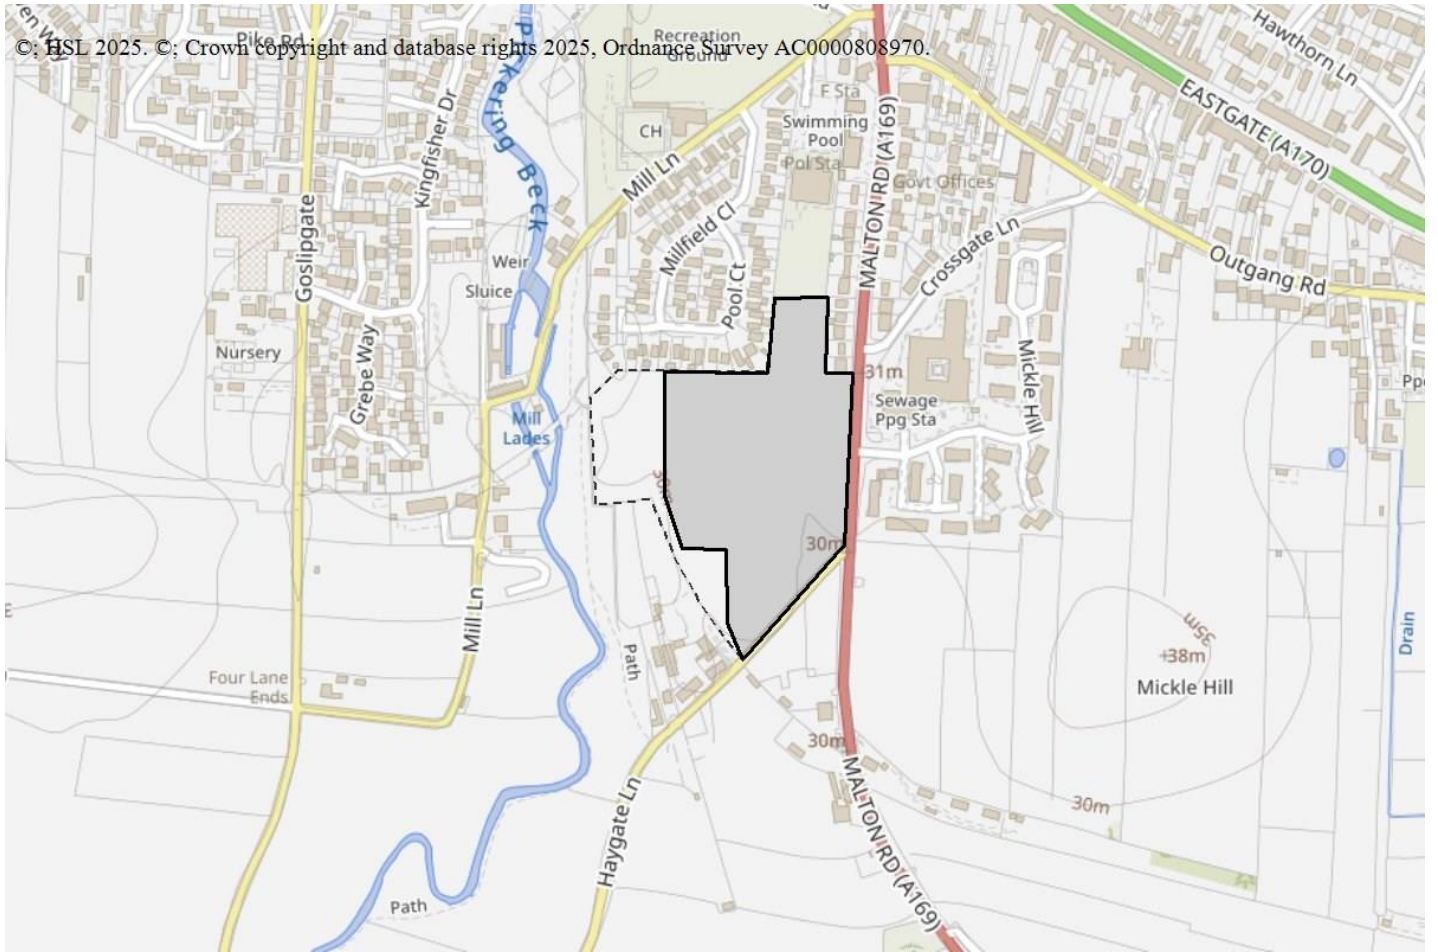 Pike Rd
Recreation
Ground
Hawthorn Ln
©; HSL 2025. ©; Crown copyright and database rights 2025, Ordnance Survey AC0000808970.
Pickering Beck
Kingfisher Dr
F Sta
CH
Swimming
Pool
Pol Sta
MALTON RD (A169)
EASTGATE (A170)
Mill Ln
Govt Offices
Goslipgate
Millfield Cl
Crossgate Ln
Outgang Rd
Weir
Sluice
Pool Ct
Nursery
Grebe Way
Mickle Hill
31m
Sewage
Ppg Sta
Mill
Lades
30m
Mill Ln
Path
35m
38m
Mickle Hill
Drain
Four Lane
Ends
30m
MALTON RD (A169)
30m
Haygate Ln
Path